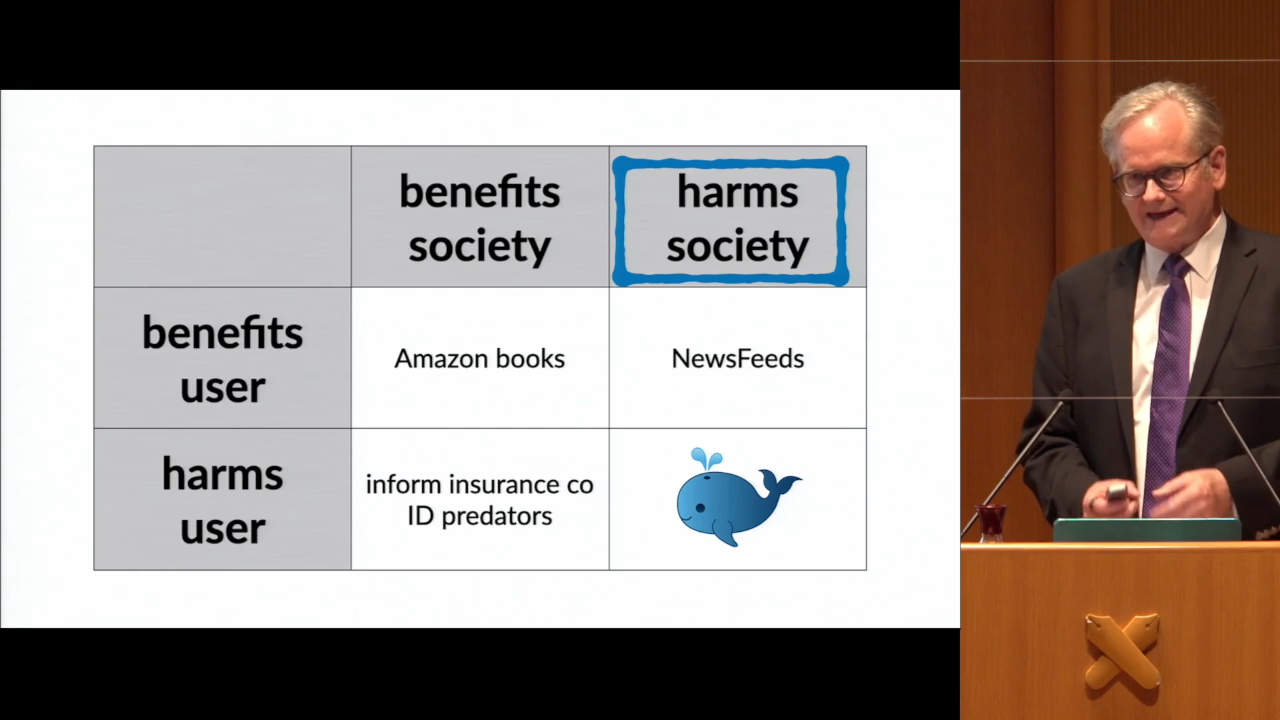 benefits
society
harms
society
benefits
user
Amazon books
NewsFeeds
harms
user
inform insurance co
ID predators